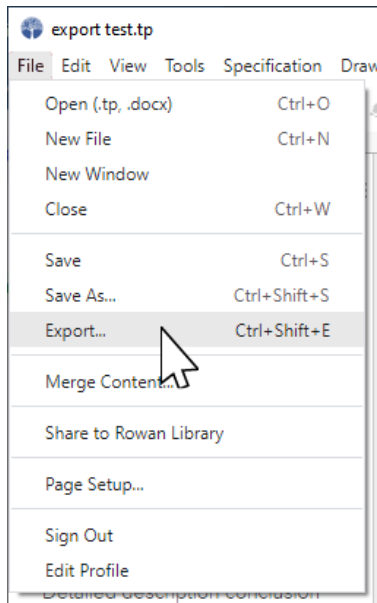 export test.tp
File Edit View Tools Specification Draw
Open (.tp, .docx) Ctrl+O
New File Ctrl+N
New Window
Close Ctrl+W
Save Ctrl+S
Save As... Ctrl+Shift+S
Export... Ctrl+Shift+E
Merge Content...
Share to Rowan Library
Page Setup...
Sign Out
Edit Profile
Detailed description conclusion